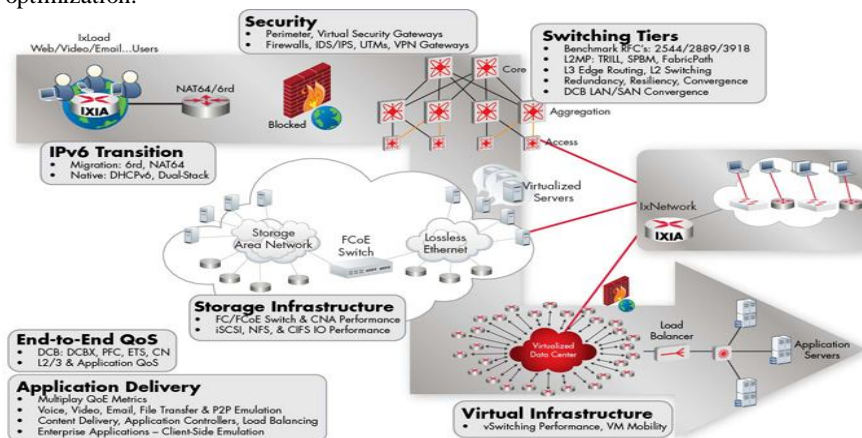 optimization.
IxLoad
Web/Video/Email...Users
IXIA
NAT64/6rd
IPv6 Transition
• Migration: 6rd, NAT64
• Native: DHCPv6, Dual-Stack
Security
• Perimeter, Virtual Security Gateways
• Firewalls, IDS/IPS, UTMs, VPN Gateways
Blocked
Core
Aggregation
Access
Switching Tiers
• Benchmark RFC's: 2544/2889/3918
• L2MP: TRILL, SPBM, FabricPath
• L3 Edge Routing, L2 Switching
• Redundancy, Resiliency, Convergence
• DCB LAN/SAN Convergence
Virtualized
Servers
IxNetwork
IXIA
Storage
Area Network
FCoE
Switch
Lossless
Ethernet
Storage Infrastructure
• FC/FCoE Switch & CNA Performance
• iSCSI, NFS, & CIFS IO Performance
End-to-End QoS
• DCB: DCBX, PFC, ETS, CN
• L2/3 & Application QoS
Application Delivery
• Multiplay QoE Metrics
• Voice, Video, Email, File Transfer & P2P Emulation
• Content Delivery, Application Controllers, Load Balancing
• Enterprise Applications – Client-Side Emulation
Virtualized
Data Center
Load
Balancer
Application
Servers
Virtual Infrastructure
• vSwitching Performance, VM Mobility